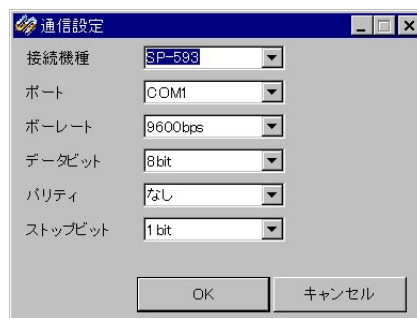 通信設定
接続機種 SP-593
ポート COM1
ボーレート 9600bps
データビット 8bit
パリティ なし
ストップビット 1 bit
OK キャンセル